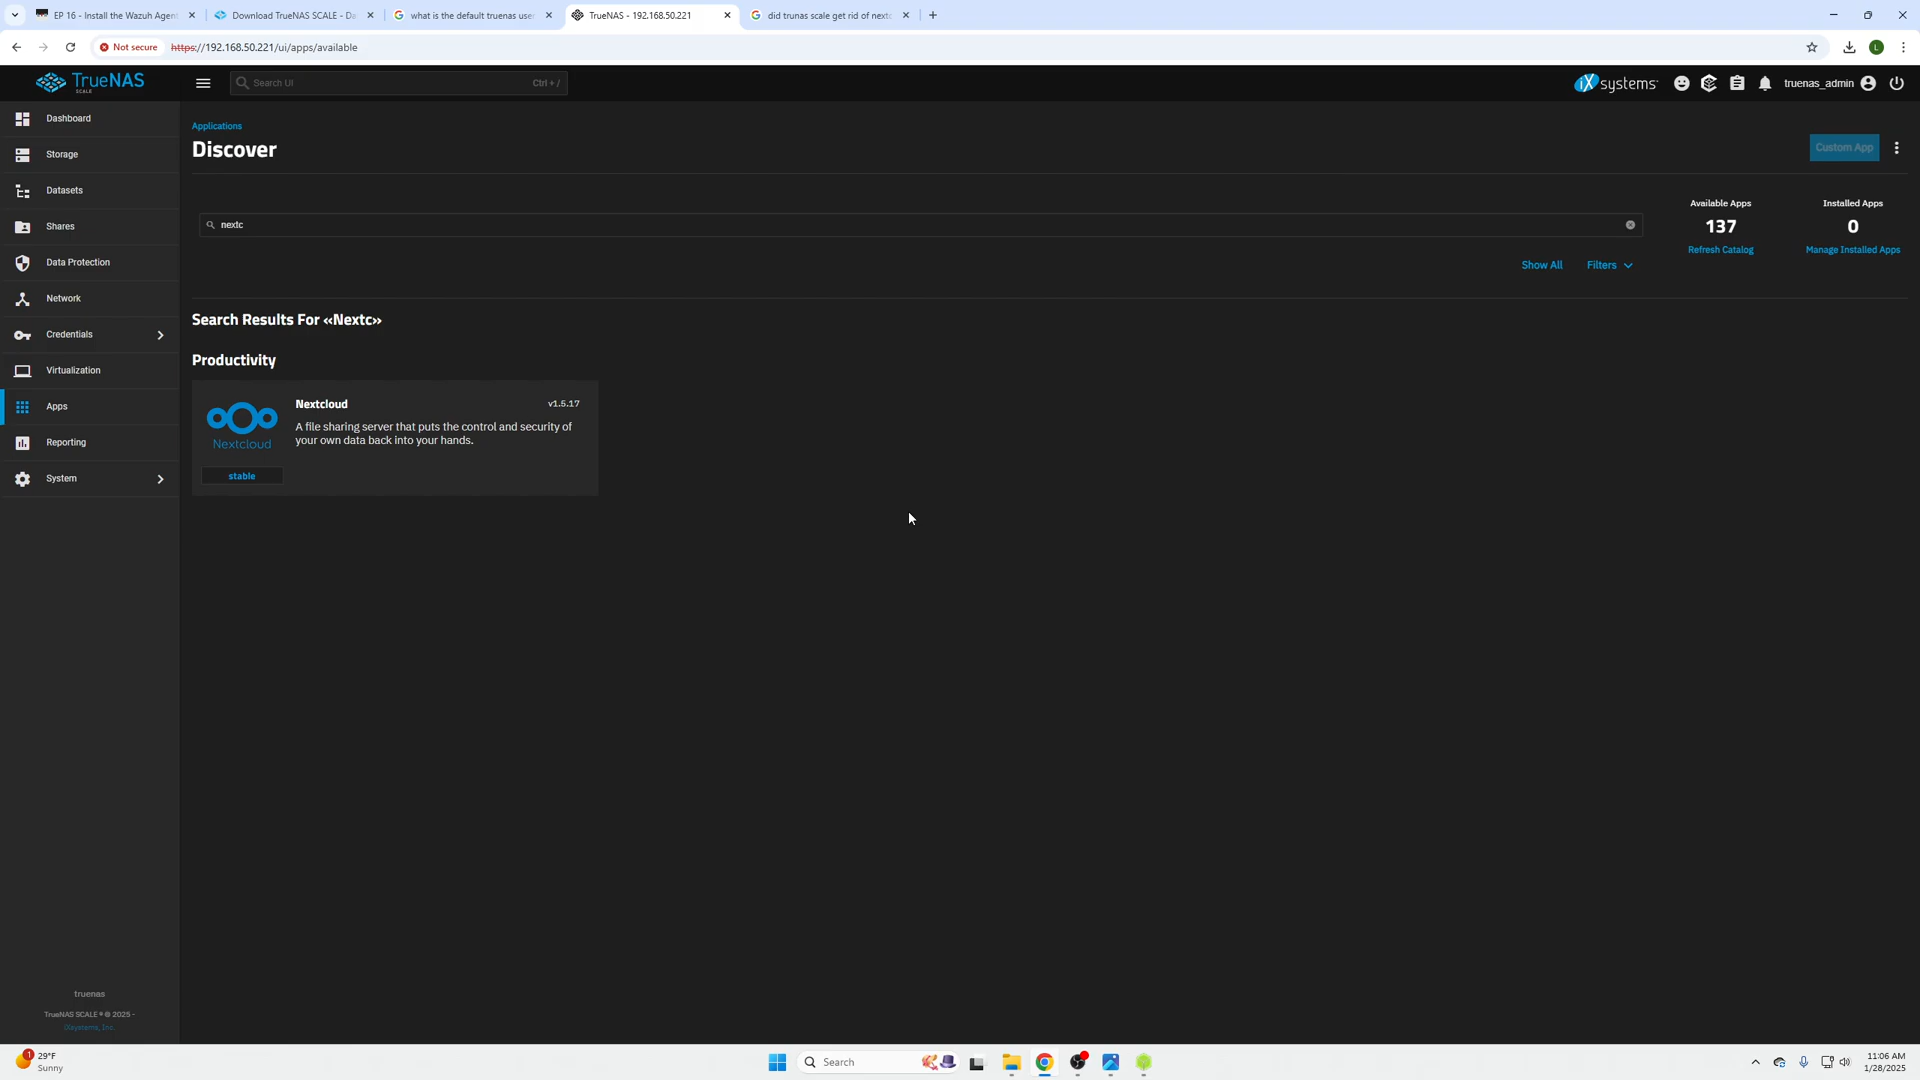 EP 16 - Install the Wazuh Agent
Download TrueNAS SCALE - Da
what is the default truenas user
TrueNAS - 192.168.50.221
did trunas scale get rid of nextc
Not secure
https://192.168.50.221/ui/apps/available
L
TrueNAS
SCALE
Search UI
Ctrl + /
iXsystems
truenas_admin
Dashboard
Storage
Datasets
Shares
Data Protection
Network
Credentials
Virtualization
Apps
Reporting
System
Applications
Discover
Custom App
nextc
Available Apps
137
Refresh Catalog
Installed Apps
0
Manage Installed Apps
Show All
Filters
Search Results For «Nextc»
Productivity
Nextcloud
Nextcloud
v1.5.17
A file sharing server that puts the control and security of
your own data back into your hands.
stable
truenas
TrueNAS SCALE ® © 2025 -
iXsystems, Inc.
1
29°F
Sunny
Search
11:06 AM
1/28/2025